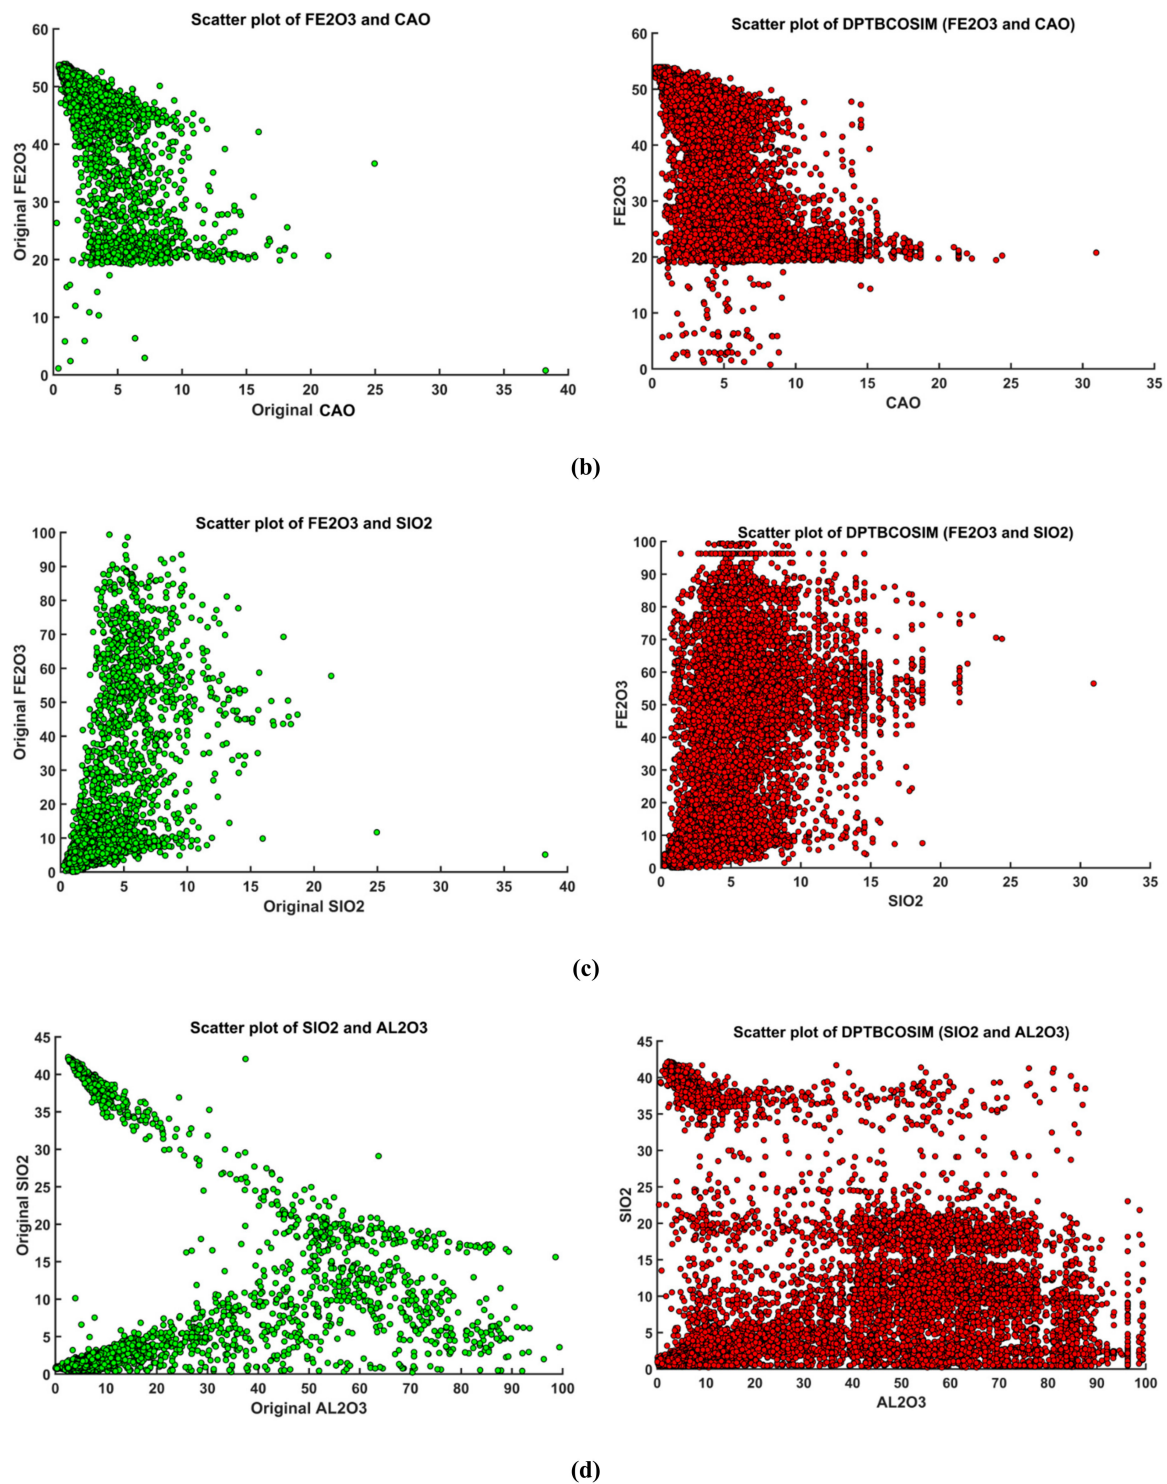 Scatter plot of FE2O3 and CAO
60
50
40
30
20
10
0
Original FE2O3
0 5 10 15 20 25 30 35 40
Original CAO
Scatter plot of DPTBCOSIM (FE2O3 and CAO)
60
50
40
30
20
10
0
FE2O3
0 5 10 15 20 25 30 35
CAO
(b)
Scatter plot of FE2O3 and SIO2
100
90
80
70
60
50
40
30
20
10
0
Original FE2O3
0 5 10 15 20 25 30 35 40
Original SIO2
Scatter plot of DPTBCOSIM (FE2O3 and SIO2)
100
90
80
70
60
50
40
30
20
10
0
FE2O3
0 5 10 15 20 25 30 35
SIO2
(c)
Scatter plot of SIO2 and AL2O3
45
40
35
30
25
20
15
10
5
0
Original SIO2
0 10 20 30 40 50 60 70 80 90 100
Original AL2O3
Scatter plot of DPTBCOSIM (SIO2 and AL2O3)
45
40
35
30
25
20
15
10
5
0
SIO2
0 10 20 30 40 50 60 70 80 90 100
AL2O3
(d)